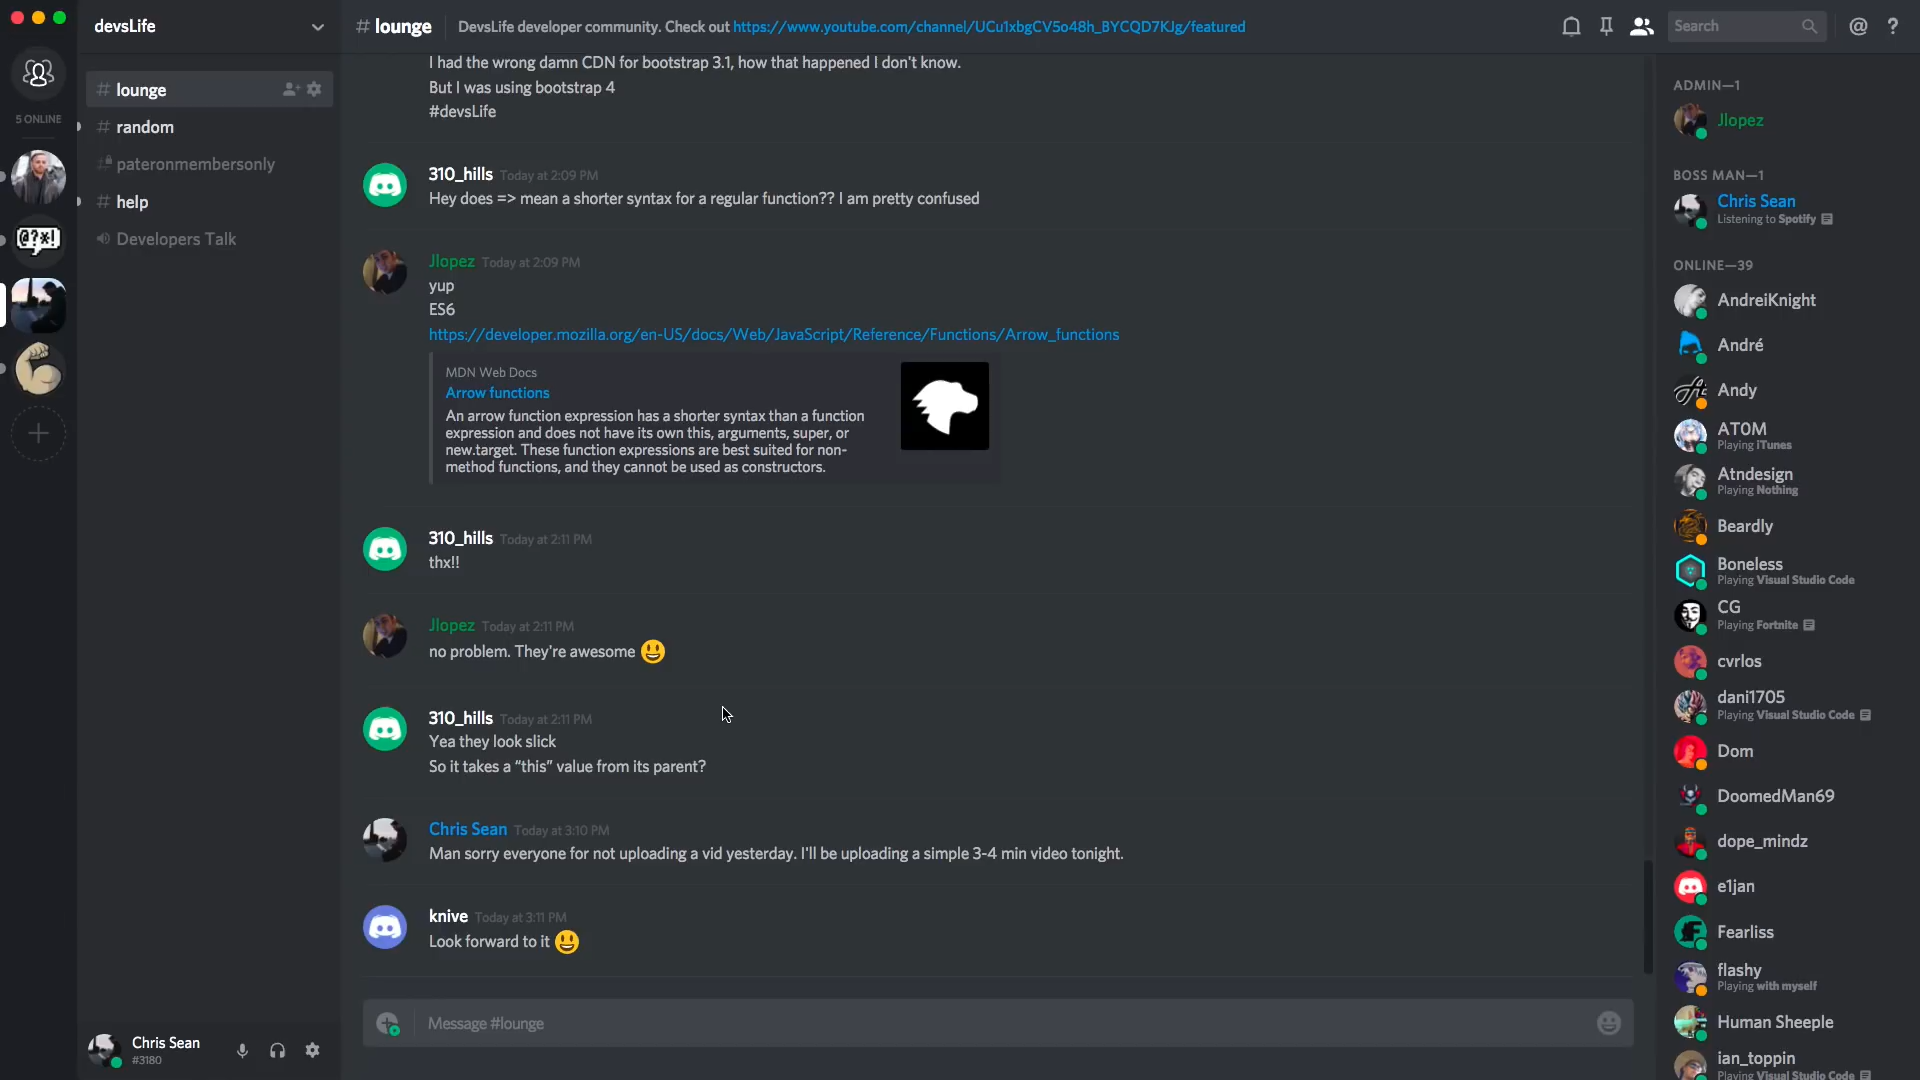 devsLife
# lounge
DevsLife developer community. Check out https://www.youtube.com/channel/UCu1xbgCV5o48h_BYCQD7KJg/featured
Search
@
?
5 ONLINE
@?*!
# lounge
# random
pateronmembersonly
# help
Developers Talk
Chris Sean
#3180
I had the wrong damn CDN for bootstrap 3.1, how that happened I don't know.
But I was using bootstrap 4
#devsLife
310_hills Today at 2:09 PM
Hey does => mean a shorter syntax for a regular function?? I am pretty confused
Jlopez Today at 2:09 PM
yup
ES6
https://developer.mozilla.org/en-US/docs/Web/JavaScript/Reference/Functions/Arrow_functions
MDN Web Docs
Arrow functions
An arrow function expression has a shorter syntax than a function
expression and does not have its own this, arguments, super, or
new.target. These function expressions are best suited for non-
method functions, and they cannot be used as constructors.
310_hills Today at 2:11 PM
thx!!
Jlopez Today at 2:11 PM
no problem. They're awesome 😃
310_hills Today at 2:11 PM
Yea they look slick
So it takes a “this” value from its parent?
Chris Sean Today at 3:10 PM
Man sorry everyone for not uploading a vid yesterday. I'll be uploading a simple 3-4 min video tonight.
knive Today at 3:11 PM
Look forward to it 😃
Message #lounge
ADMIN—1
Jlopez
BOSS MAN—1
Chris Sean
Listening to Spotify
ONLINE—39
AndreiKnight
André
Andy
AT0M
Playing iTunes
Atndesign
Playing Nothing
Beardly
Boneless
Playing Visual Studio Code
CG
Playing Fortnite
cvrlos
dani1705
Playing Visual Studio Code
Dom
DoomedMan69
dope_mindz
e1jan
Fearliss
flashy
Playing with myself
Human Sheeple
ian_toppin
Playing Visual Studio Code